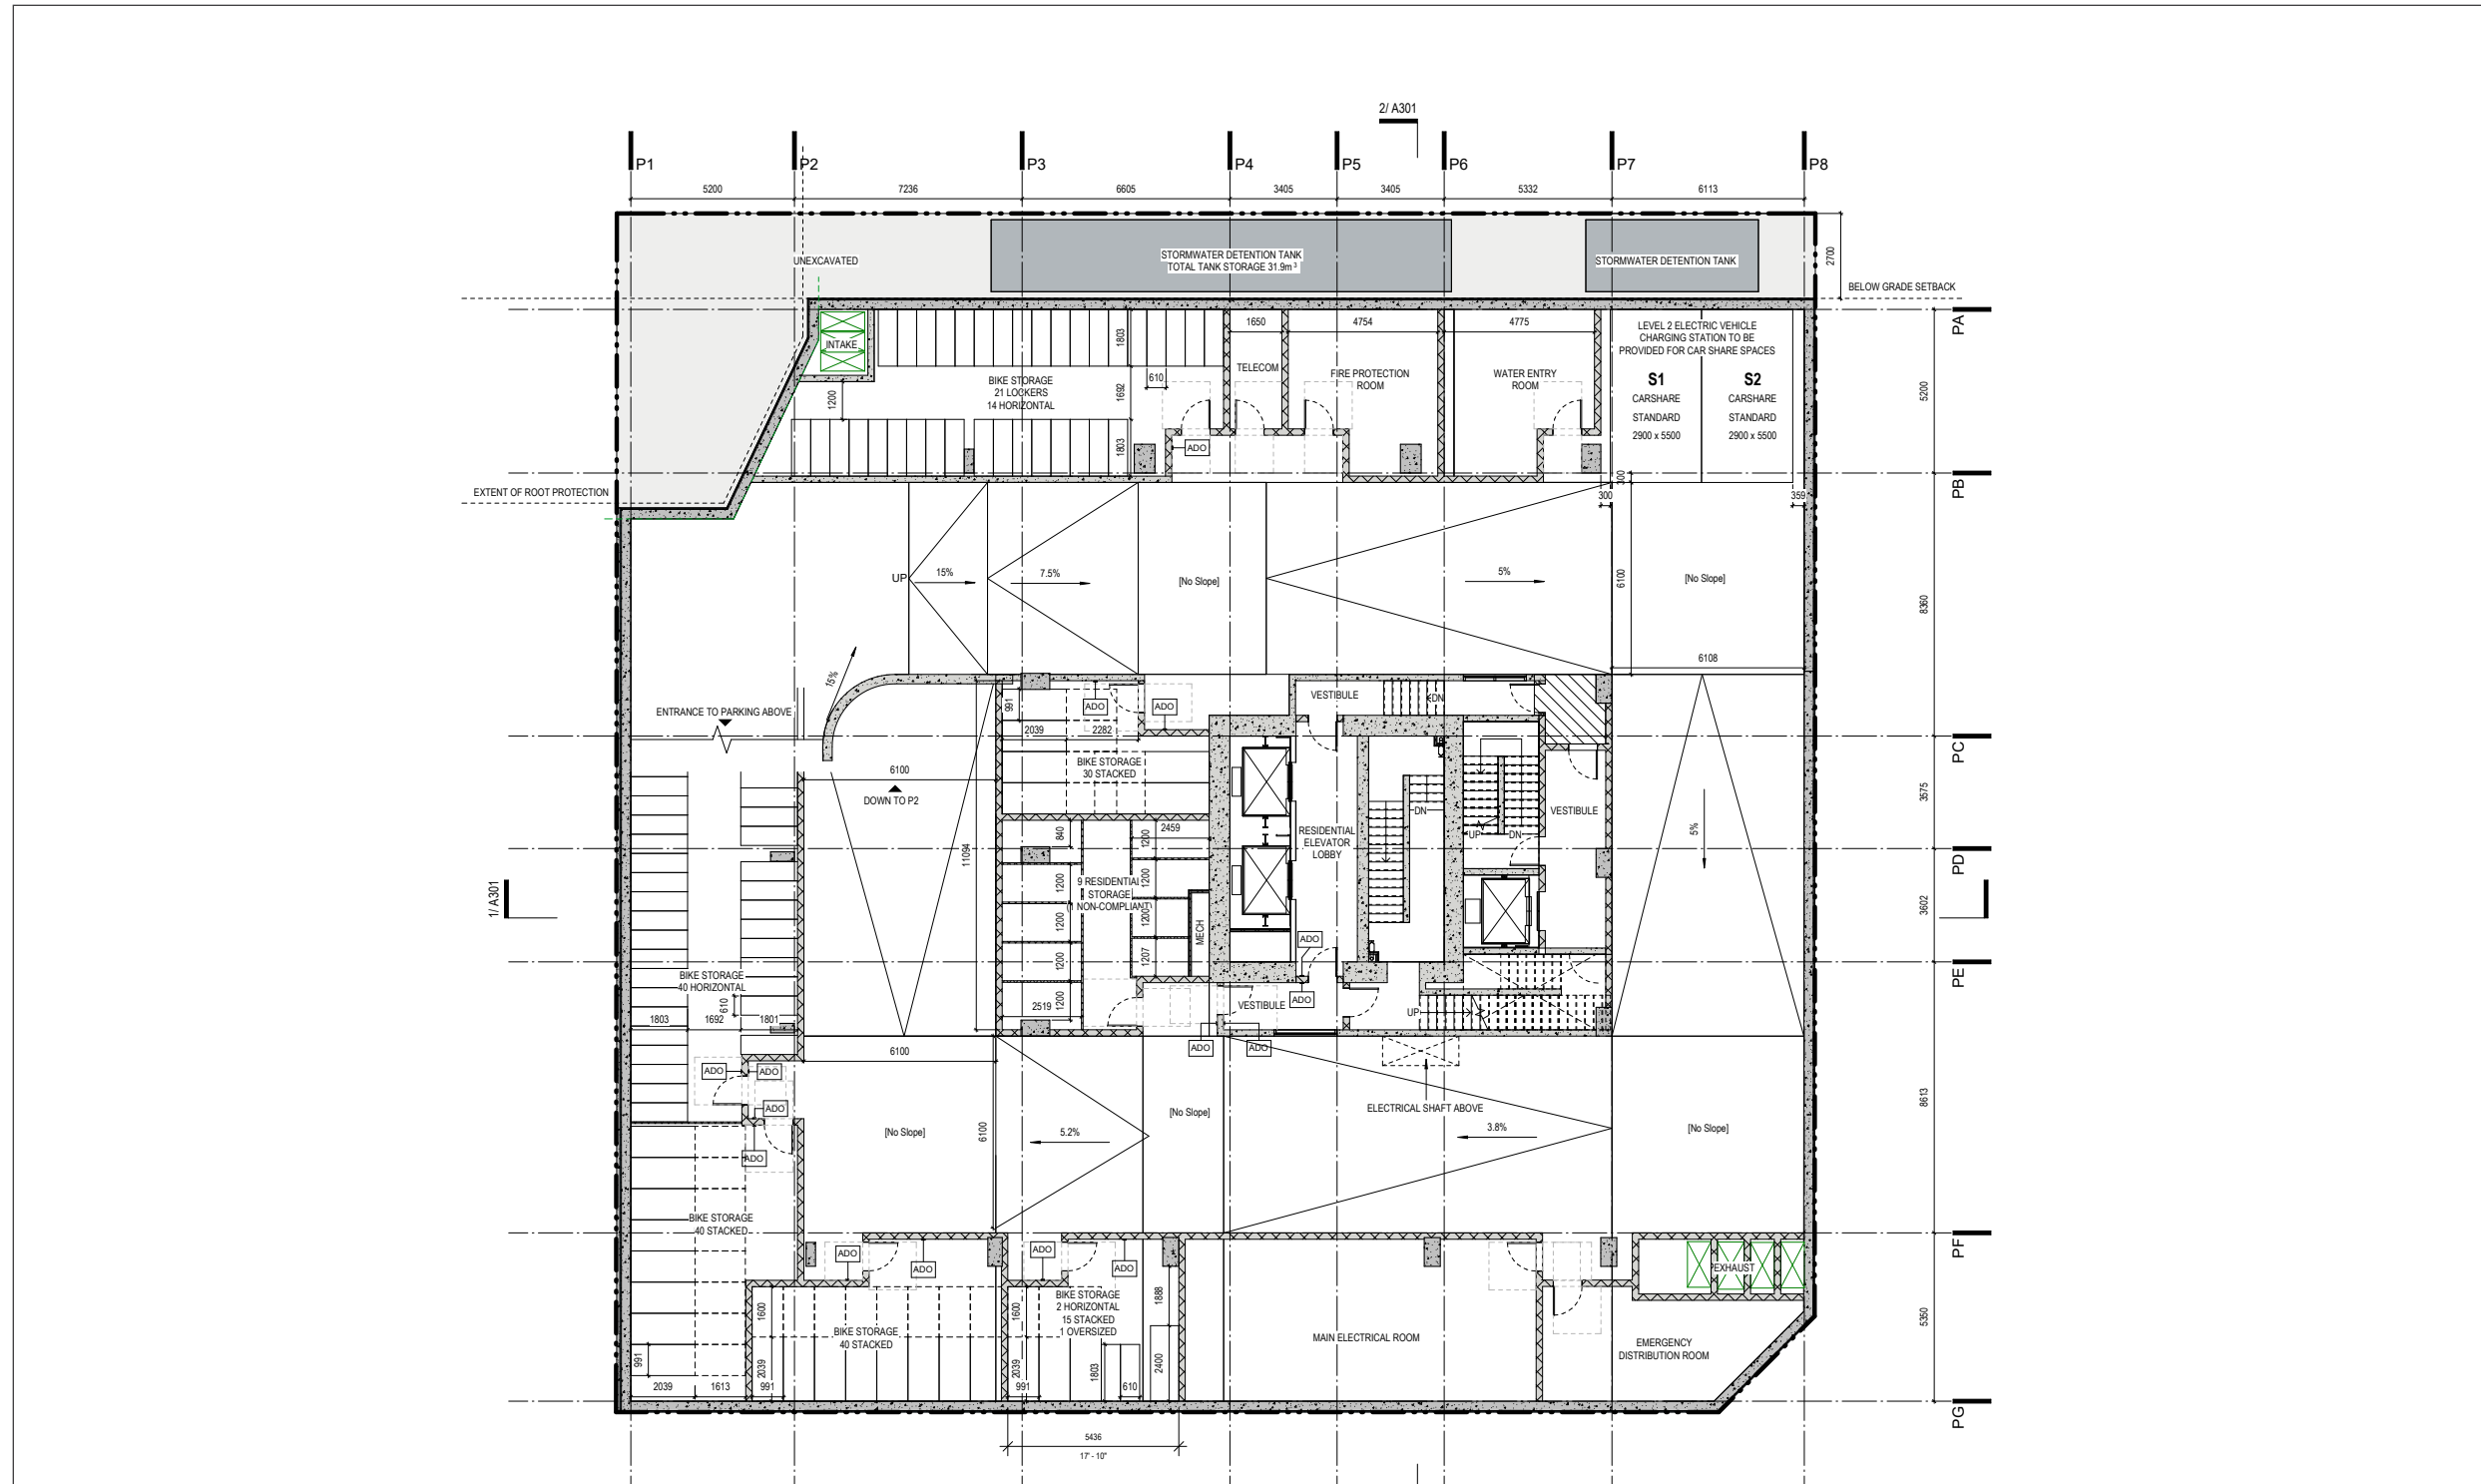 2/ A301
P1
P2
P3
P4
P5
P6
P7
P8
5200
7236
6605
3405
3405
5332
6113
UNEXCAVATED
STORMWATER DETENTION TANK
TOTAL TANK STORAGE 31.9m³
STORMWATER DETENTION TANK
2700
BELOW GRADE SETBACK
PA
INTAKE
1803
1650
4754
4775
LEVEL 2 ELECTRIC VEHICLE
CHARGING STATION TO BE
PROVIDED FOR CAR SHARE SPACES
TELECOM
FIRE PROTECTION
ROOM
WATER ENTRY
ROOM
S1
CARSHARE
STANDARD
2900 x 5500
S2
CARSHARE
STANDARD
2900 x 5500
BIKE STORAGE
21 LOCKERS
14 HORIZONTAL
610
1692
1200
1803
5200
ADO
EXTENT OF ROOT PROTECTION
300
300
359
PB
UP
15%
7.5%
[No Slope]
5%
6100
[No Slope]
8360
15%
6108
ENTRANCE TO PARKING ABOVE
991
ADO
ADO
VESTIBULE
DN
2039
2282
PC
BIKE STORAGE
30 STACKED
6100
DOWN TO P2
3575
DN
VESTIBULE
840
2459
1200
RESIDENTIAL
ELEVATOR
LOBBY
UP
DN
5%
PD
11094
1200
9 RESIDENTIAL
STORAGE
1200
1/ A301
1200
1200
MECH
3602
ADO
1200
1207
PE
BIKE STORAGE
40 HORIZONTAL
610
2519
1200
VESTIBULE
ADO
UP
1803
1692
1801
6100
ADO
ADO
ADO
ADO
ADO
ADO
[No Slope]
6100
5.2%
[No Slope]
ELECTRICAL SHAFT ABOVE
3.8%
[No Slope]
8613
BIKE STORAGE
40 STACKED
PF
ADO
ADO
ADO
ADO
EXHAUST
1600
1600
BIKE STORAGE
2 HORIZONTAL
15 STACKED
1 OVERSIZED
1888
5350
BIKE STORAGE
40 STACKED
MAIN ELECTRICAL ROOM
EMERGENCY
DISTRIBUTION ROOM
991
2039
2039
1803
2400
2039
1613
991
991
610
PG
5436
17' - 10"